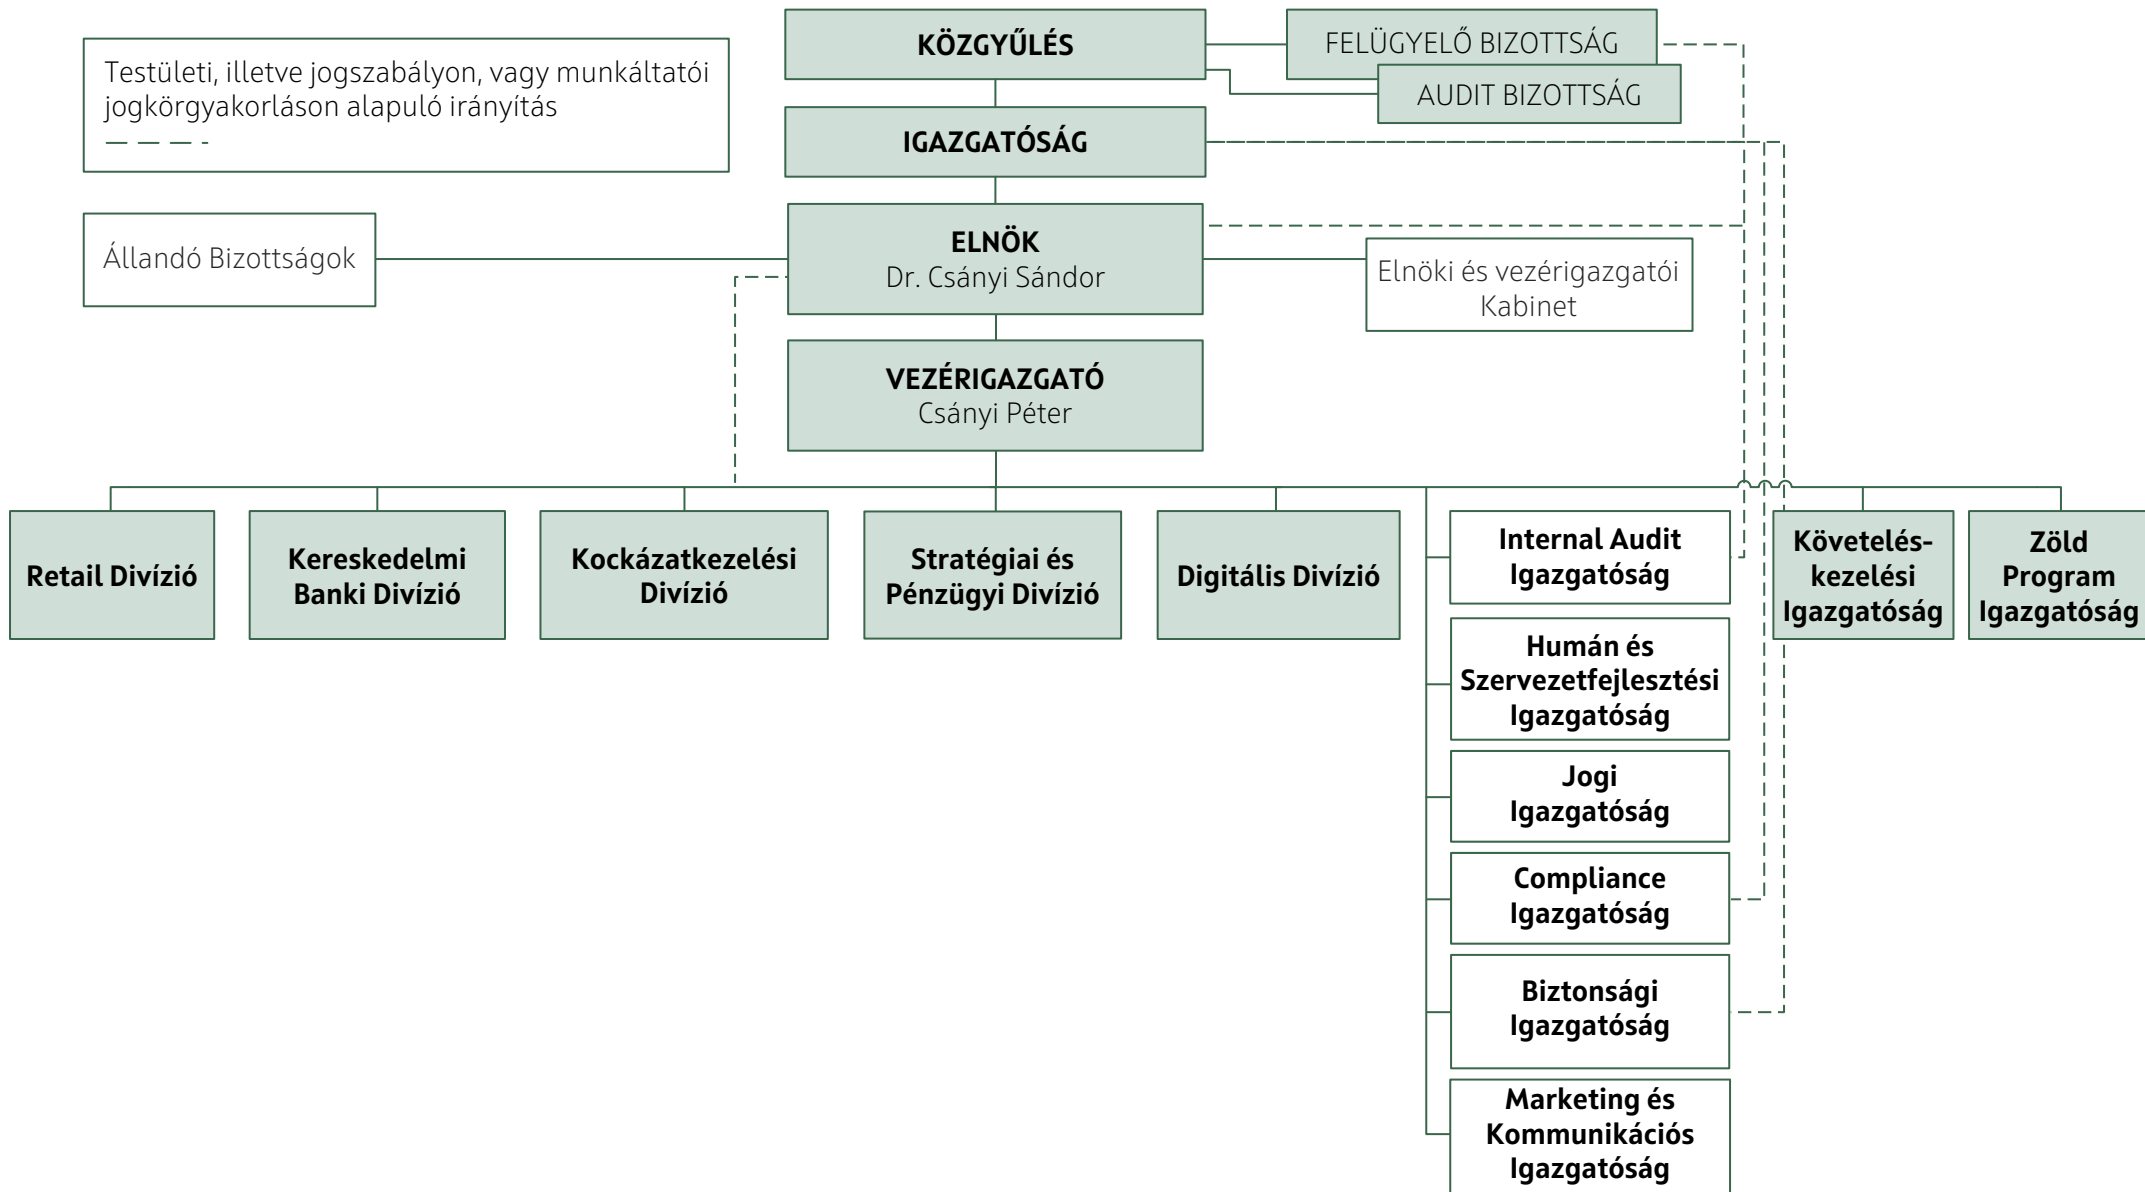 KÖZGYŰLÉS
FELÜGYELŐ BIZOTTSÁG
AUDIT BIZOTTSÁG
Testületi, illetve jogszabályon, vagy munkáltatói
jogkörgyakorláson alapuló irányítás
IGAZGATÓSÁG
Állandó Bizottságok
ELNÖK
Dr. Csányi Sándor
Elnöki és vezérigazgatói
Kabinet
VEZÉRIGAZGATÓ
Csányi Péter
Retail Divízió
Kereskedelmi
Banki Divízió
Kockázatkezelési
Divízió
Stratégiai és
Pénzügyi Divízió
Digitális Divízió
Internal Audit
Igazgatóság
Humán és
Szervezetfejlesztési
Igazgatóság
Jogi
Igazgatóság
Compliance
Igazgatóság
Biztonsági
Igazgatóság
Marketing és
Kommunikációs
Igazgatóság
Követelés-
kezelési
Igazgatóság
Zöld
Program
Igazgatóság